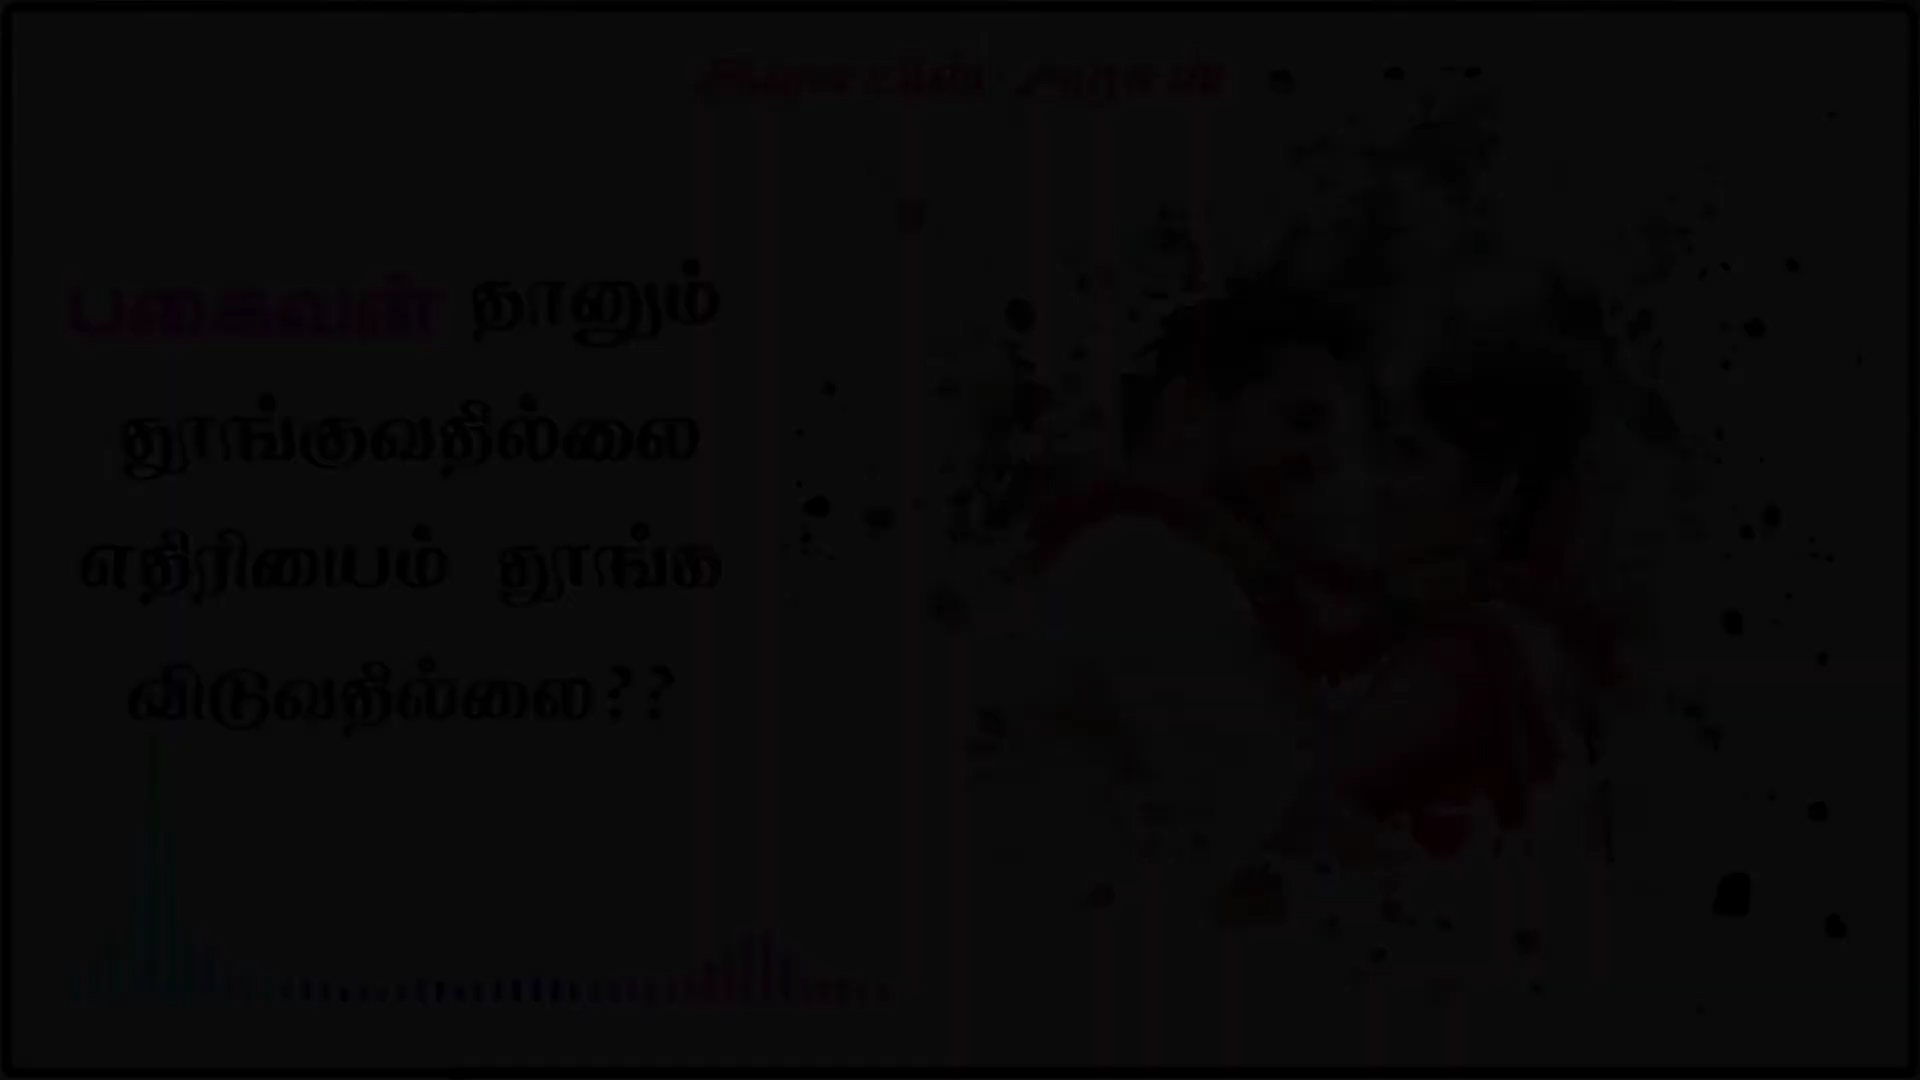 பகைவன் தானும்
தூங்குவதில்லை
எதிரியையும் தூங்க
விடுவதில்லை??